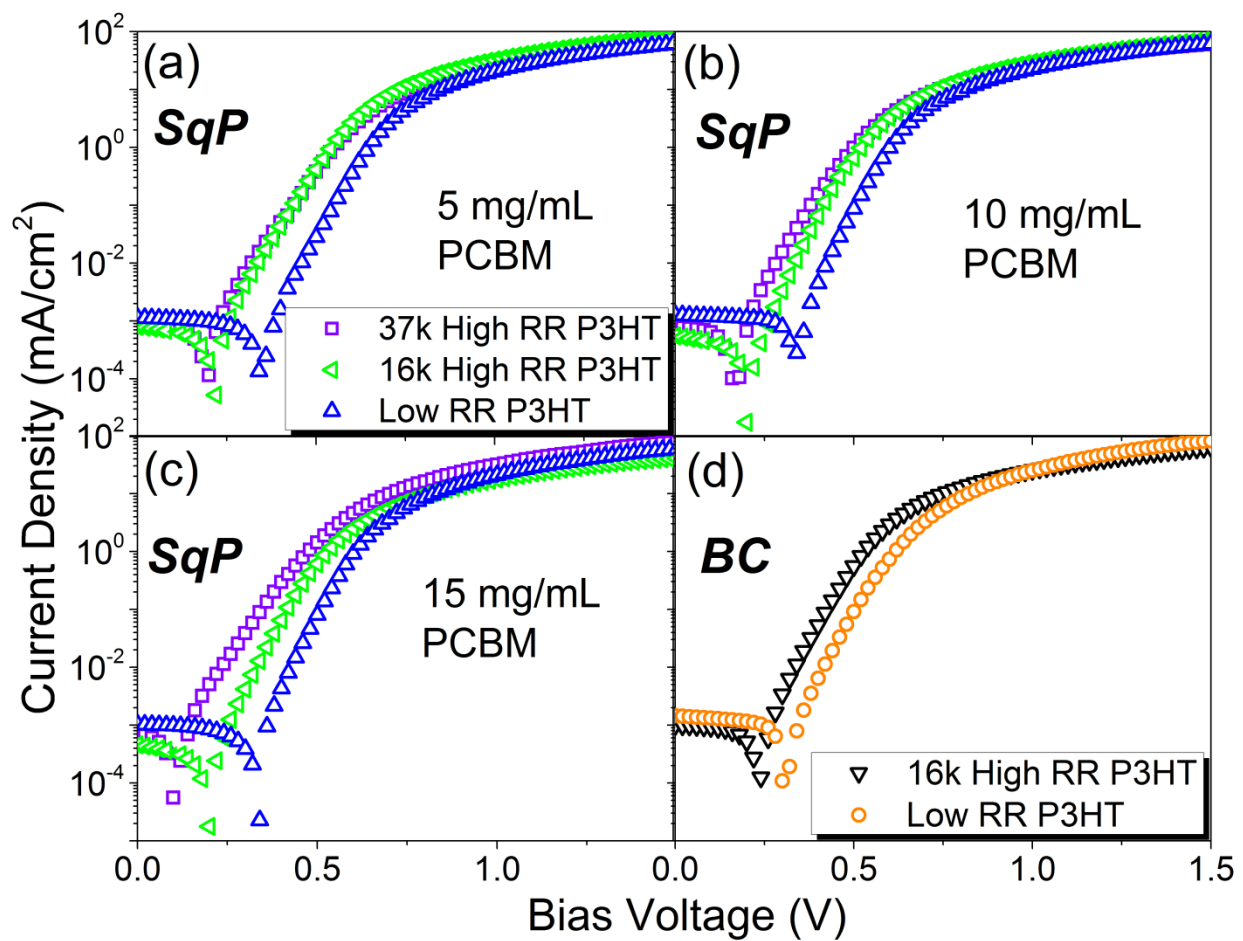 10^2
10^0
10^-2
10^-4
10^2
10^0
10^-2
10^-4
Current Density (mA/cm^2)
(a)
SqP
5 mg/mL
PCBM
37k High RR P3HT
16k High RR P3HT
Low RR P3HT
(b)
SqP
10 mg/mL
PCBM
(c)
SqP
15 mg/mL
PCBM
(d)
BC
16k High RR P3HT
Low RR P3HT
0.0 0.5 1.0 0.0 0.5 1.0 1.5
Bias Voltage (V)